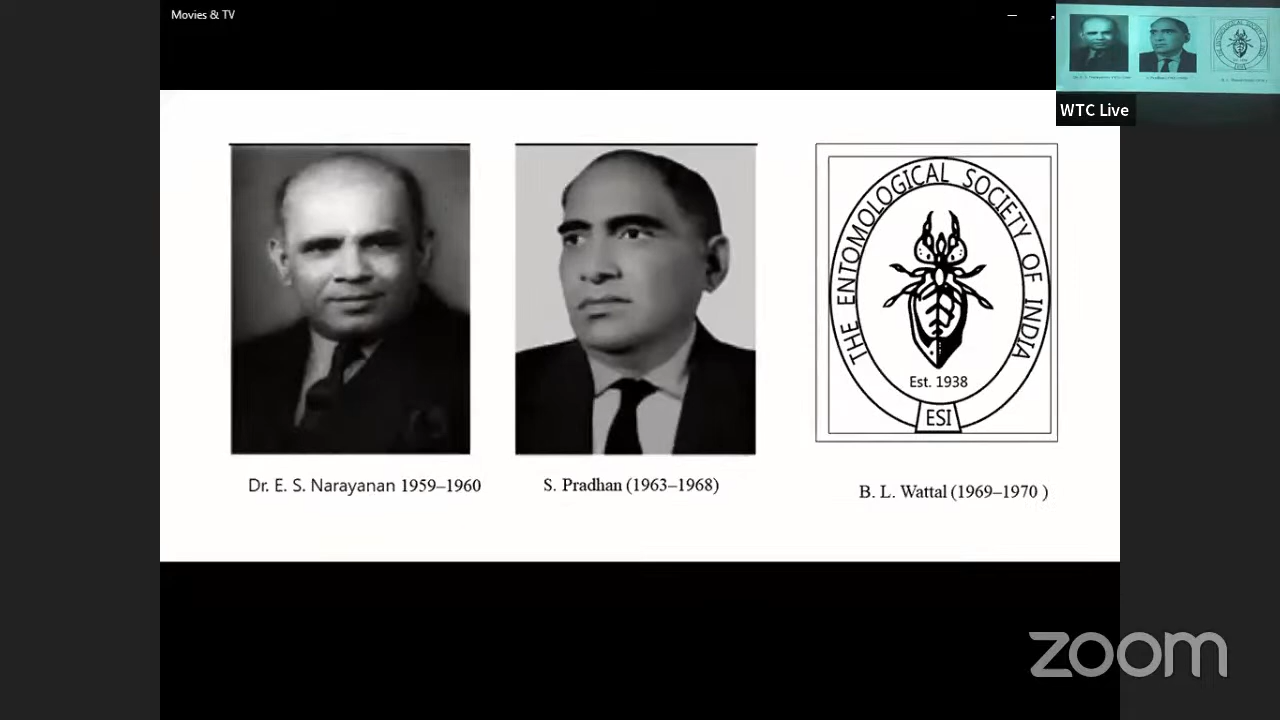 Movies & TV
WTC Live
THE ENTOMOLOGICAL SOCIETY OF INDIA
Est. 1938
ESI
Dr. E. S. Narayanan 1959–1960
S. Pradhan (1963–1968)
B. L. Wattal (1969–1970 )
zoom